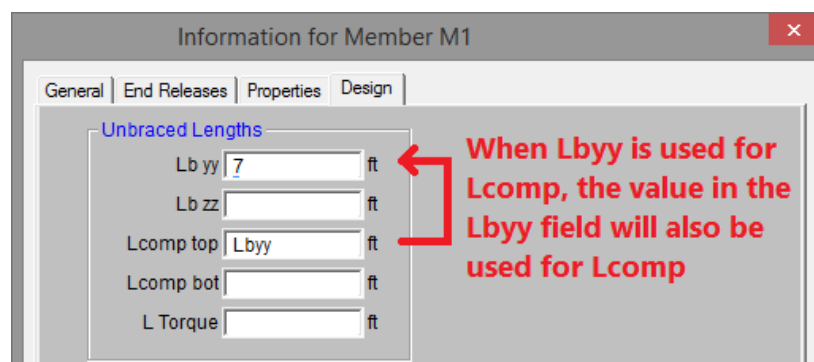 Information for Member M1
×
General End Releases Properties Design
Unbraced Lengths
Lb yy 7 ft
Lb zz ft
Lcomp top Lbyy ft
Lcomp bot ft
L Torque ft
When Lbyy is used for
Lcomp, the value in the
Lbyy field will also be
used for Lcomp